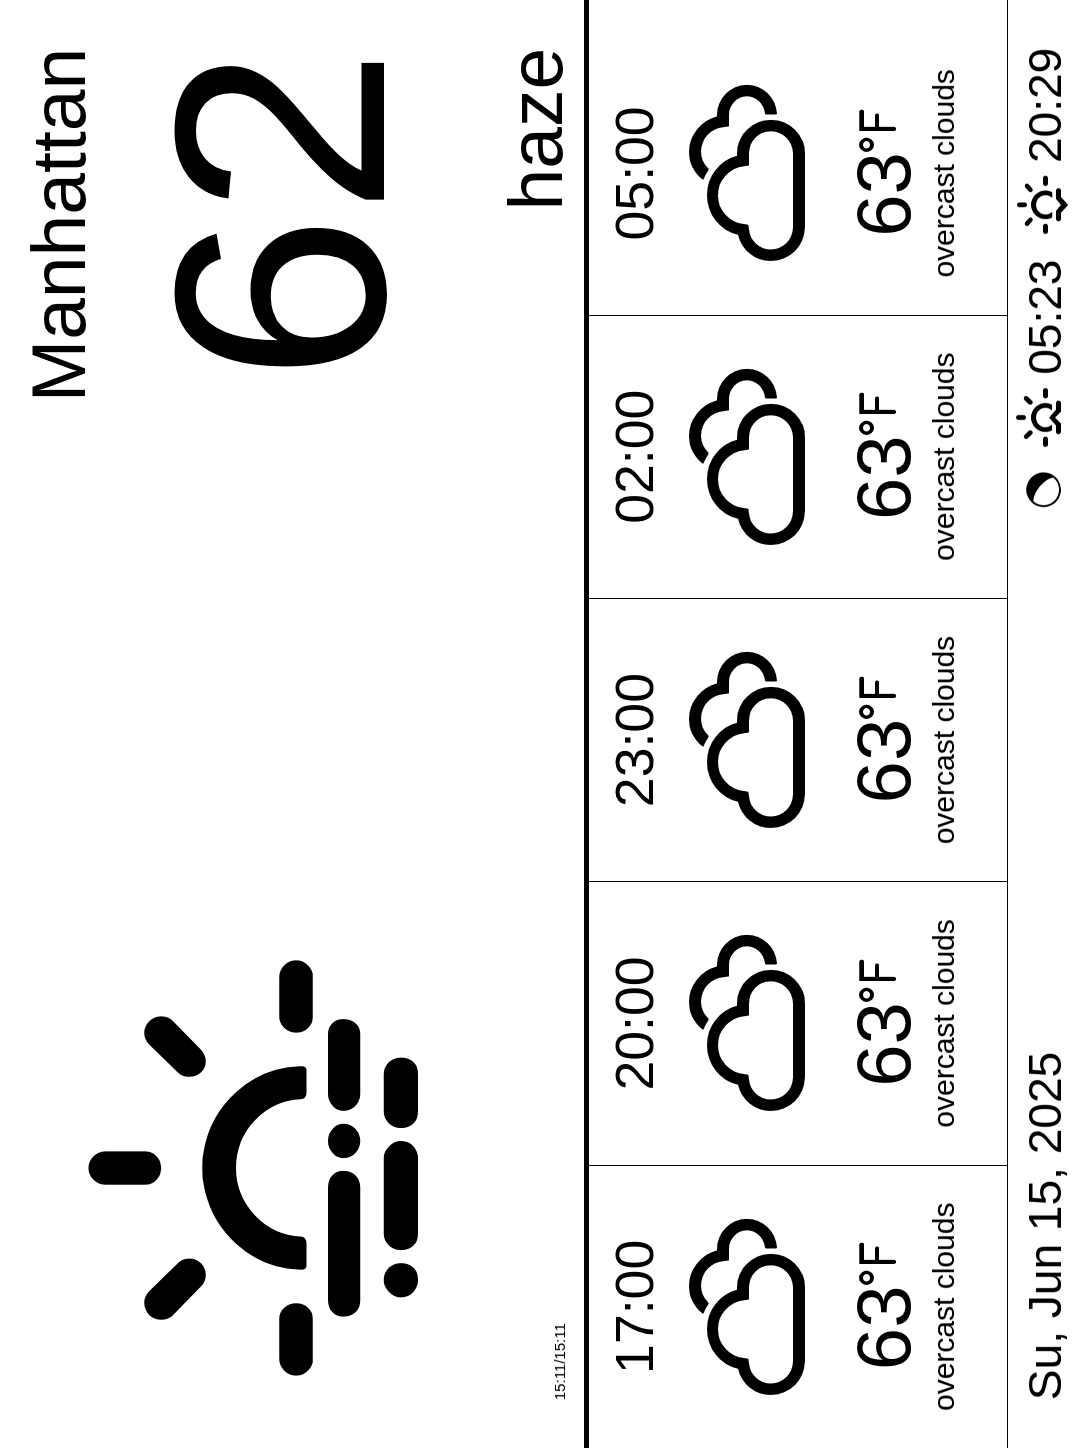 Manhattan
62
haze
15:11/15:11
17:00
63°F
overcast clouds
20:00
63°F
overcast clouds
23:00
63°F
overcast clouds
02:00
63°F
overcast clouds
05:00
63°F
overcast clouds
Su, Jun 15, 2025
05:23
20:29